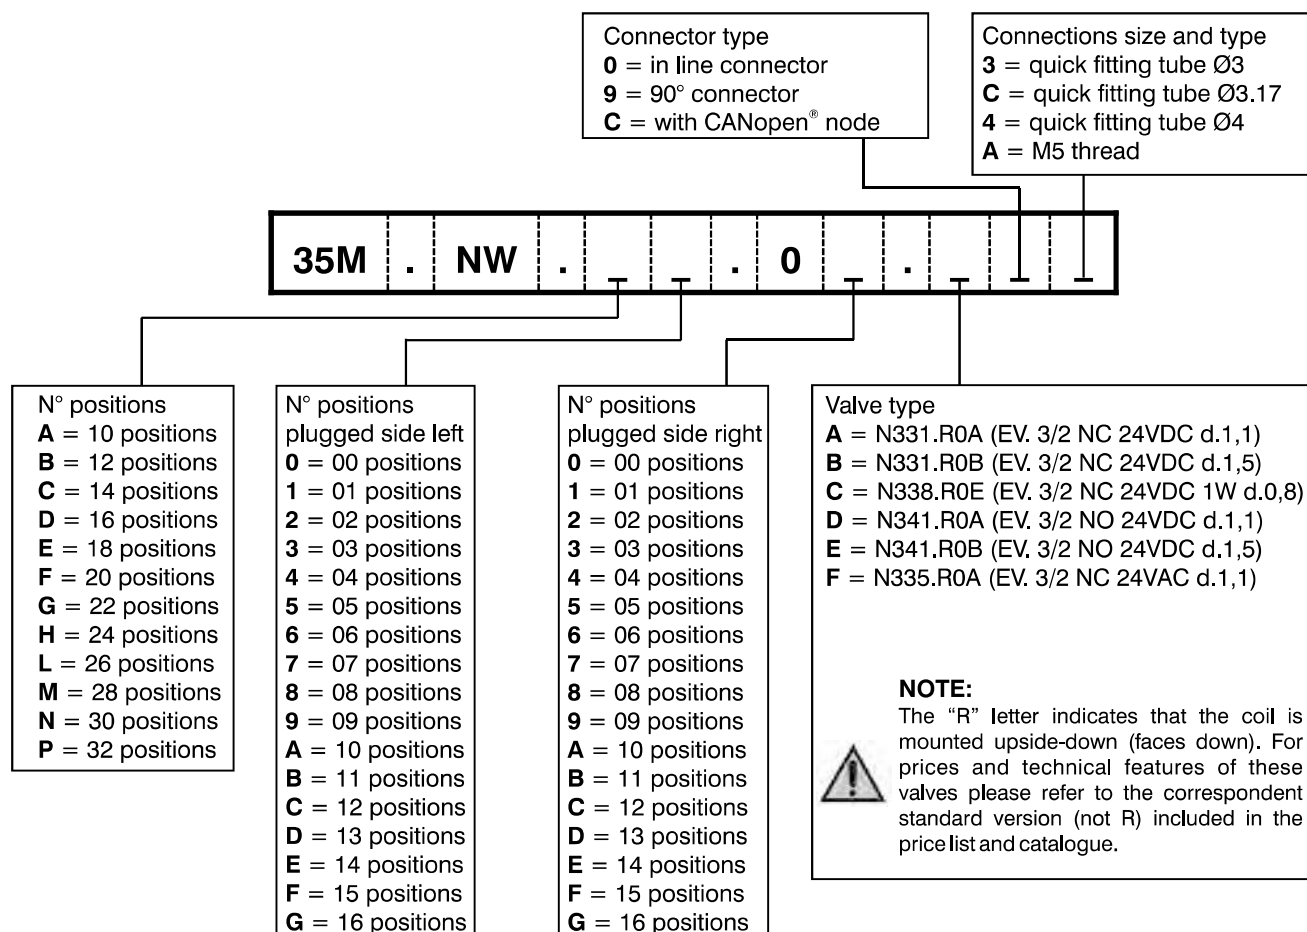 Connector type
0 = in line connector
9 = 90° connector
C = with CANopen® node
Connections size and type
3 = quick fitting tube Ø3
C = quick fitting tube Ø3.17
4 = quick fitting tube Ø4
A = M5 thread
35M . NW . _ _ . 0 _ . _ _ _
N° positions
A = 10 positions
B = 12 positions
C = 14 positions
D = 16 positions
E = 18 positions
F = 20 positions
G = 22 positions
H = 24 positions
L = 26 positions
M = 28 positions
N = 30 positions
P = 32 positions
N° positions
plugged side left
0 = 00 positions
1 = 01 positions
2 = 02 positions
3 = 03 positions
4 = 04 positions
5 = 05 positions
6 = 06 positions
7 = 07 positions
8 = 08 positions
9 = 09 positions
A = 10 positions
B = 11 positions
C = 12 positions
D = 13 positions
E = 14 positions
F = 15 positions
G = 16 positions
N° positions
plugged side right
0 = 00 positions
1 = 01 positions
2 = 02 positions
3 = 03 positions
4 = 04 positions
5 = 05 positions
6 = 06 positions
7 = 07 positions
8 = 08 positions
9 = 09 positions
A = 10 positions
B = 11 positions
C = 12 positions
D = 13 positions
E = 14 positions
F = 15 positions
G = 16 positions
Valve type
A = N331.R0A (EV. 3/2 NC 24VDC d.1,1)
B = N331.R0B (EV. 3/2 NC 24VDC d.1,5)
C = N338.R0E (EV. 3/2 NC 24VDC 1W d.0,8)
D = N341.R0A (EV. 3/2 NO 24VDC d.1,1)
E = N341.R0B (EV. 3/2 NO 24VDC d.1,5)
F = N335.R0A (EV. 3/2 NC 24VAC d.1,1)
NOTE:
The “R” letter indicates that the coil is
mounted upside-down (faces down). For
prices and technical features of these
valves please refer to the correspondent
standard version (not R) included in the
price list and catalogue.